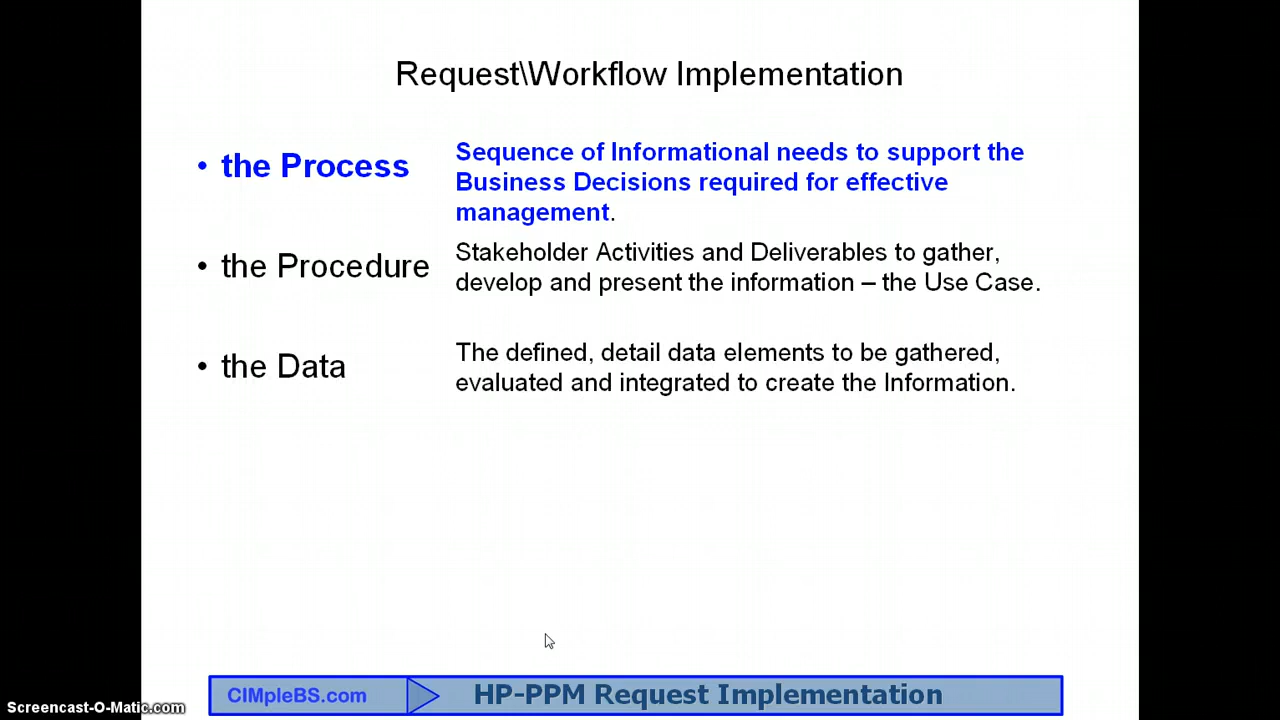 Request\Workflow Implementation
• the Process
Sequence of Informational needs to support the
Business Decisions required for effective
management.
• the Procedure
Stakeholder Activities and Deliverables to gather,
develop and present the information – the Use Case.
• the Data
The defined, detail data elements to be gathered,
evaluated and integrated to create the Information.
CIMpleBS.com
HP-PPM Request Implementation
Screencast-O-Matic.com